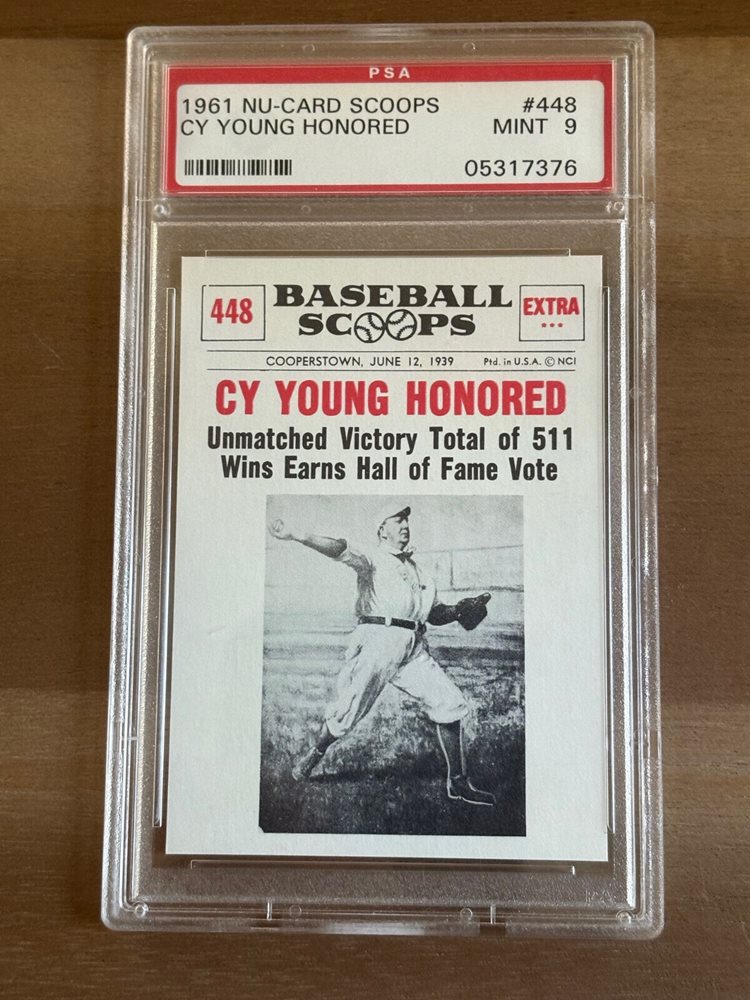 PSA
1961 NU-CARD SCOOPS #448
CY YOUNG HONORED MINT 9
05317376
448 BASEBALL SCOOPS EXTRA
COOPERSTOWN, JUNE 12, 1939 Ptd. in U.S.A. © NCI
CY YOUNG HONORED
Unmatched Victory Total of 511
Wins Earns Hall of Fame Vote